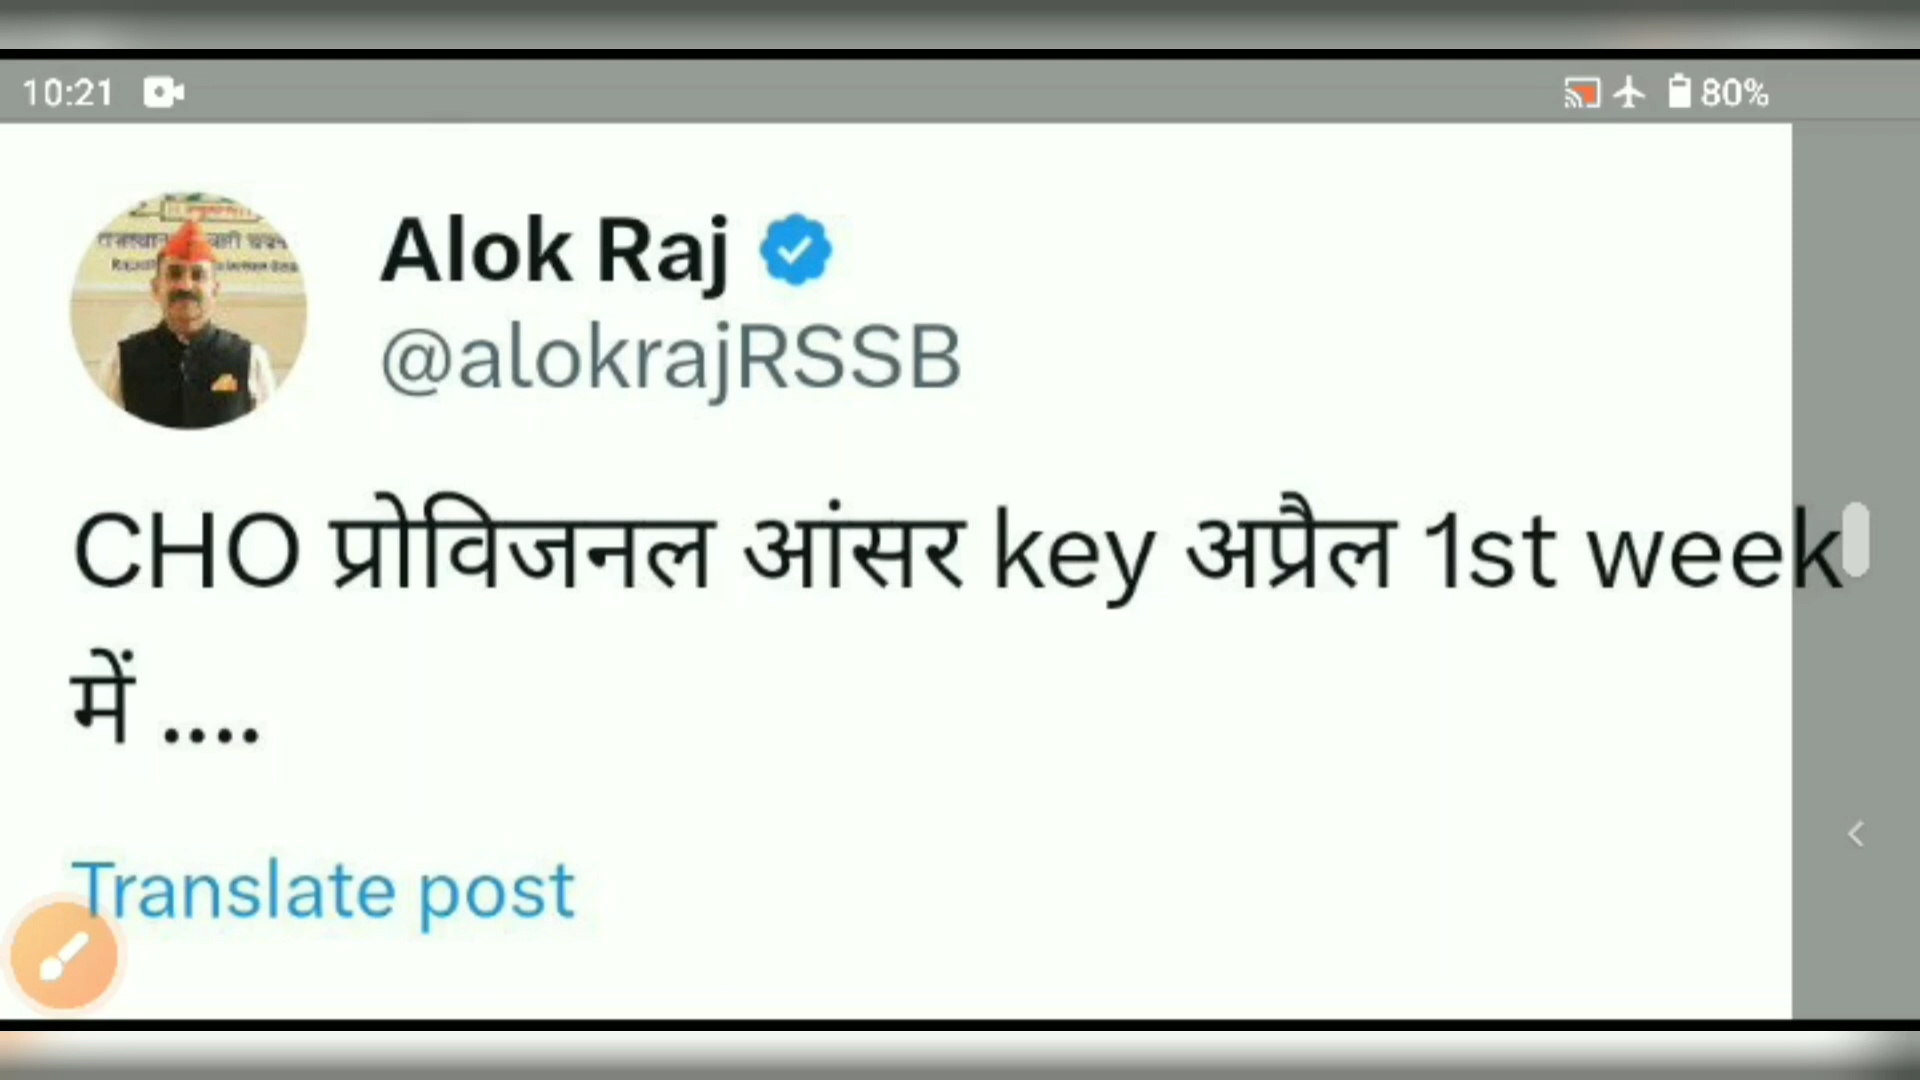 10:21 80%
Alok Raj
@alokrajRSSB
CHO प्रोविजनल आंसर key अप्रैल 1st week
में ....
Translate post